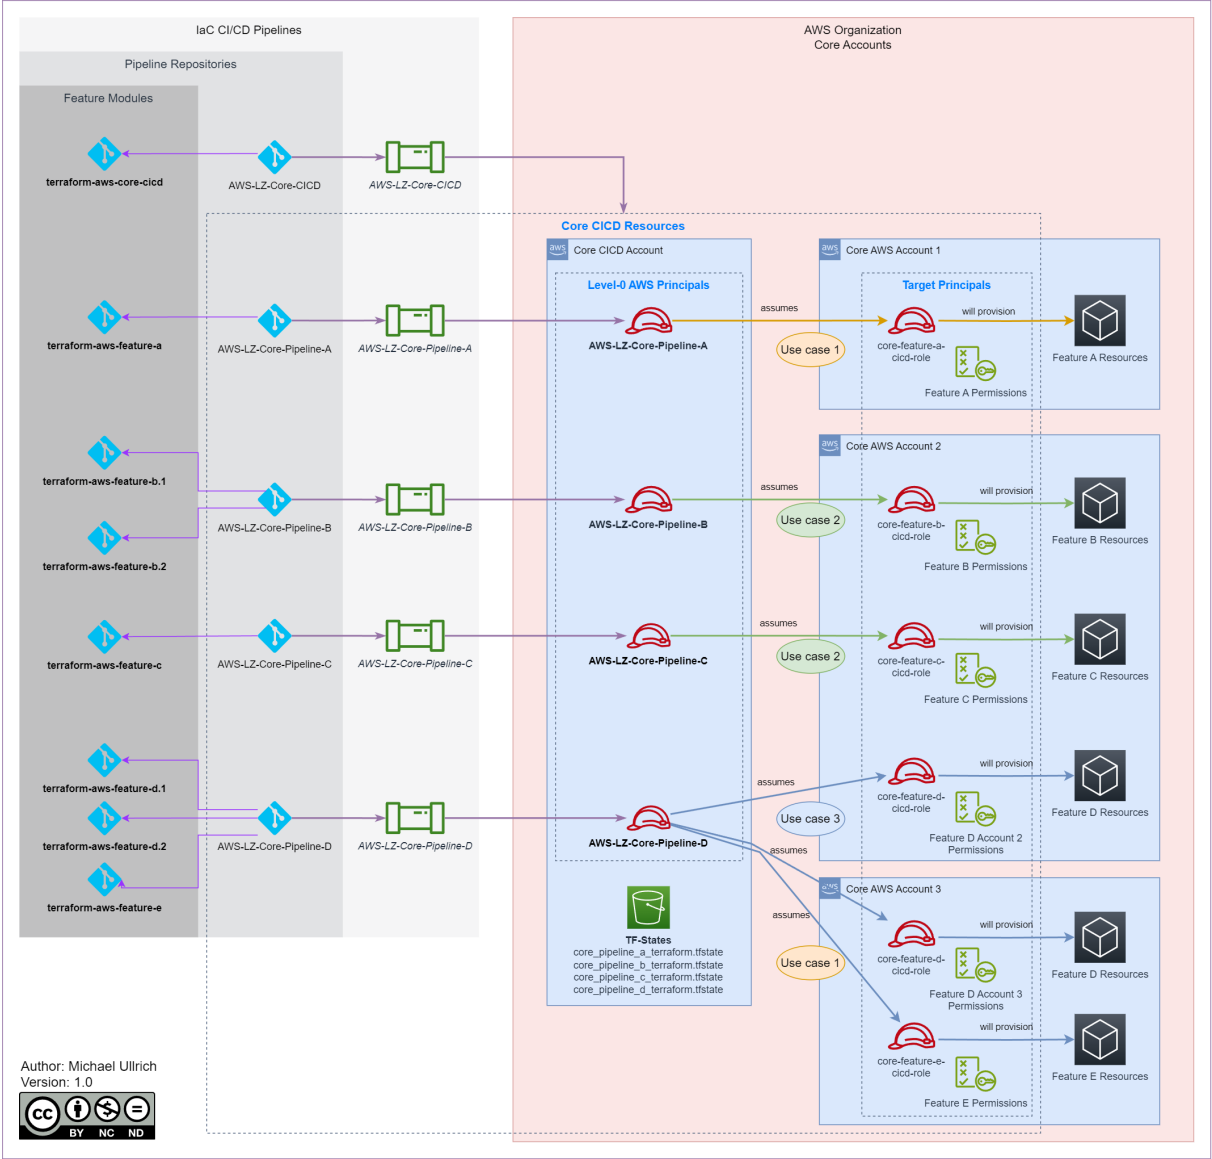 IaC CI/CD Pipelines
AWS Organization
Core Accounts
Pipeline Repositories
Feature Modules
terraform-aws-core-cicd
AWS-LZ-Core-CICD
AWS-LZ-Core-CICD
Core CICD Resources
aws
Core CICD Account
aws
Core AWS Account 1
Level-0 AWS Principals
Target Principals
terraform-aws-feature-a
AWS-LZ-Core-Pipeline-A
AWS-LZ-Core-Pipeline-A
AWS-LZ-Core-Pipeline-A
assumes
Use case 1
core-feature-a-
cicd-role
will provision
Feature A Resources
Feature A Permissions
aws
Core AWS Account 2
terraform-aws-feature-b.1
terraform-aws-feature-b.2
AWS-LZ-Core-Pipeline-B
AWS-LZ-Core-Pipeline-B
AWS-LZ-Core-Pipeline-B
assumes
Use case 2
core-feature-b-
cicd-role
will provision
Feature B Resources
Feature B Permissions
terraform-aws-feature-c
AWS-LZ-Core-Pipeline-C
AWS-LZ-Core-Pipeline-C
AWS-LZ-Core-Pipeline-C
assumes
Use case 2
core-feature-c-
cicd-role
will provision
Feature C Resources
Feature C Permissions
terraform-aws-feature-d.1
terraform-aws-feature-d.2
terraform-aws-feature-e
AWS-LZ-Core-Pipeline-D
AWS-LZ-Core-Pipeline-D
AWS-LZ-Core-Pipeline-D
assumes
Use case 3
core-feature-d-
cicd-role
will provision
Feature D Resources
Feature D Account 2
Permissions
assumes
aws
Core AWS Account 3
assumes
Use case 1
core-feature-d-
cicd-role
will provision
Feature D Resources
Feature D Account 3
Permissions
core-feature-e-
cicd-role
will provision
Feature E Resources
Feature E Permissions
TF-States
core_pipeline_a_terraform.tfstate
core_pipeline_b_terraform.tfstate
core_pipeline_c_terraform.tfstate
core_pipeline_d_terraform.tfstate
Author: Michael Ullrich
Version: 1.0
cc
BY NC ND